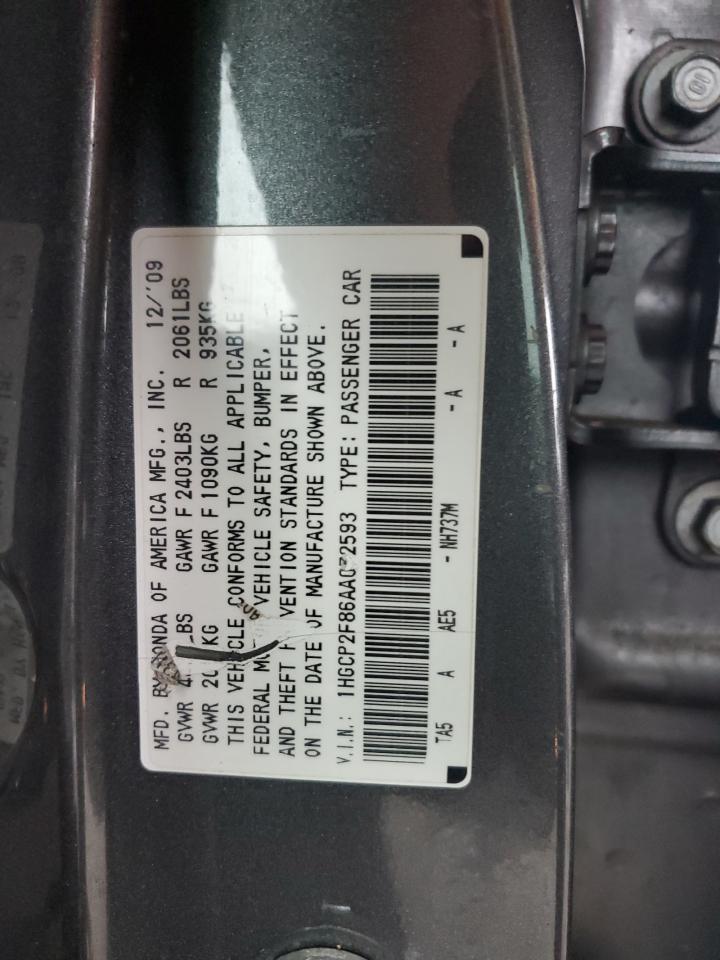 MFD. BY HONDA OF AMERICA MFG., INC. 12/'09
GVWR LBS GAWR F 2403LBS R 2061LBS
GVWR KG GAWR F 1090KG R 935KG
THIS VEHICLE CONFORMS TO ALL APPLICABLE
FEDERAL VEHICLE SAFETY, BUMPER,
AND THEFT VENTION STANDARDS IN EFFECT
ON THE DATE OF MANUFACTURE SHOWN ABOVE.
V.I.N.: TYPE: PASSENGER CAR
TA5 A AE5 - NH737M - A - A